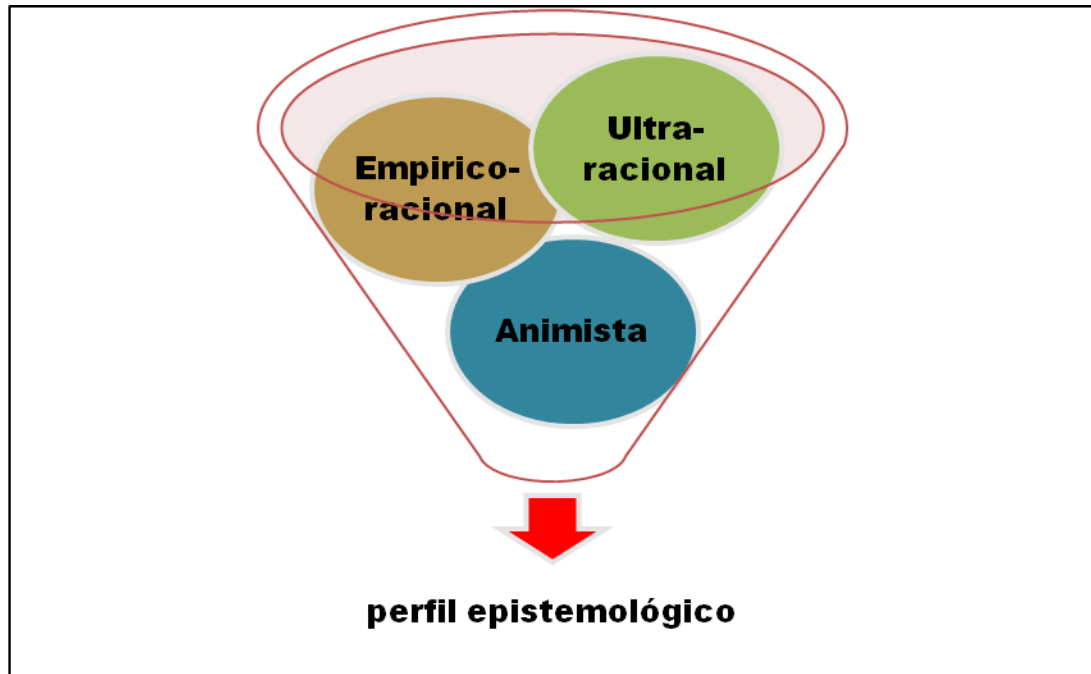 Empirico-
racional
Ultra-
racional
Animista
perfil epistemológico